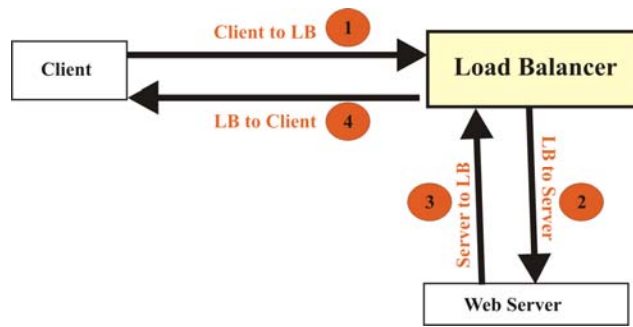 Client to LB
1
Client
Load Balancer
LB to Client
4
3
Server to LB
LB to Server
2
Web Server